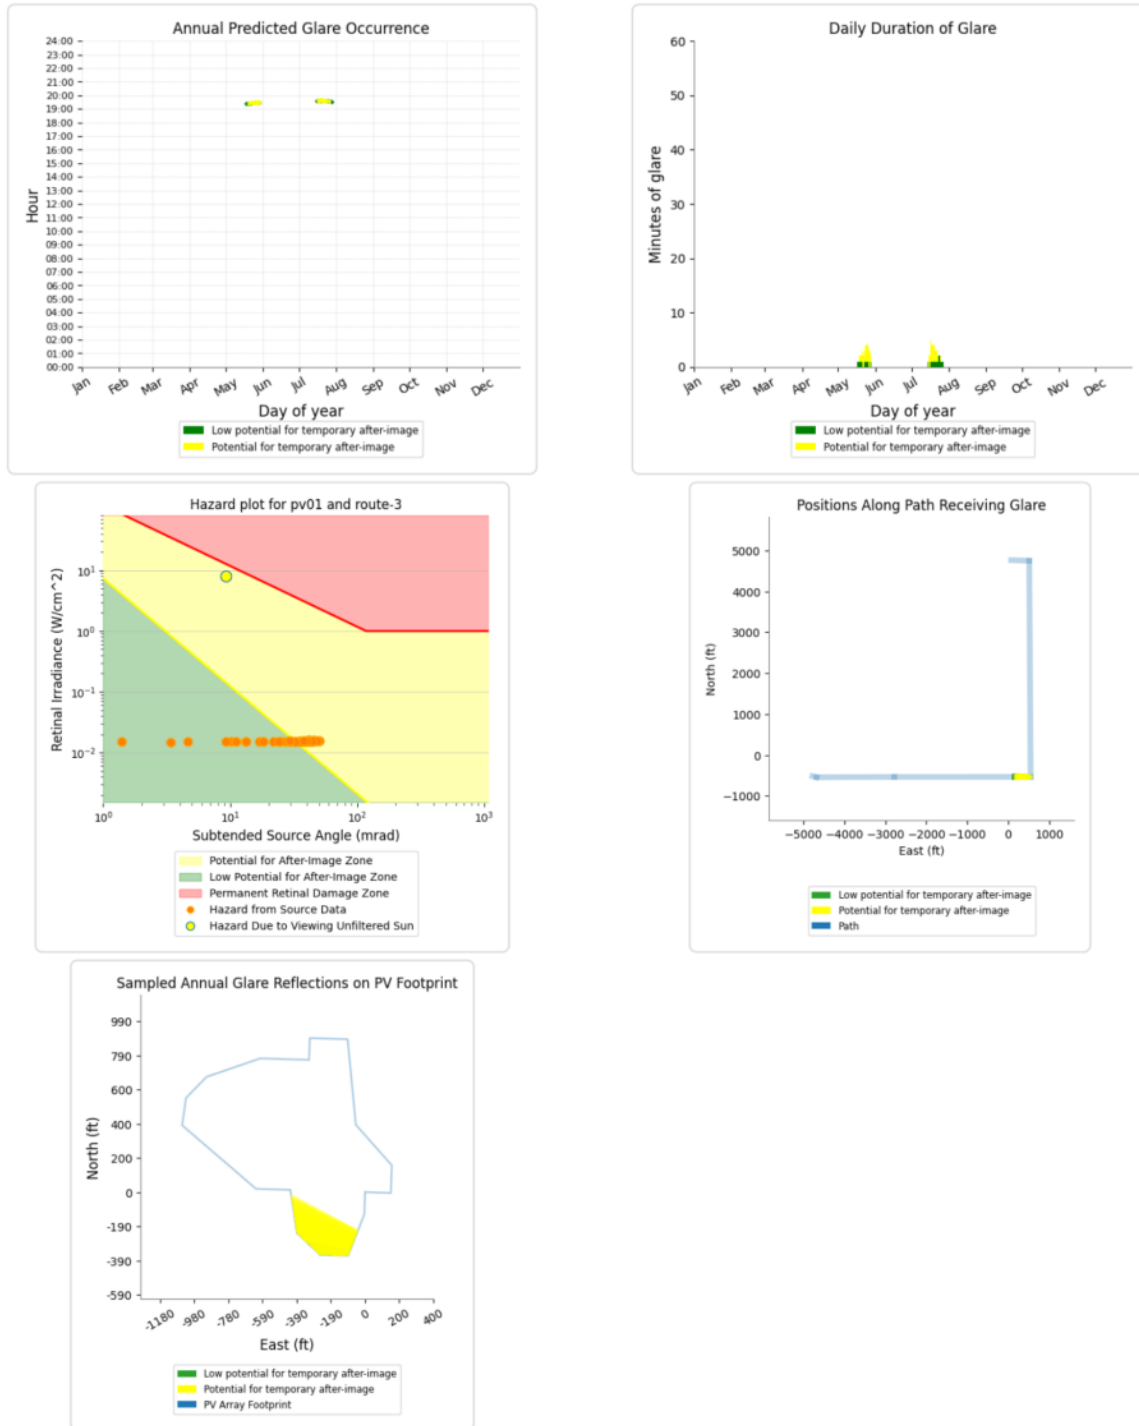 Annual Predicted Glare Occurrence
24:00
23:00
22:00
21:00
20:00
19:00
18:00
17:00
16:00
15:00
14:00
13:00
12:00
11:00
10:00
09:00
08:00
07:00
06:00
05:00
04:00
03:00
02:00
01:00
00:00
Hour
Jan Feb Mar Apr May Jun Jul Aug Sep Oct Nov Dec
Day of year
Low potential for temporary after-image
Potential for temporary after-image
Daily Duration of Glare
60
50
40
30
20
10
0
Minutes of glare
Jan Feb Mar Apr May Jun Jul Aug Sep Oct Nov Dec
Day of year
Low potential for temporary after-image
Potential for temporary after-image
Hazard plot for pv01 and route-3
10^1
10^0
10^-1
10^-2
Retinal Irradiance (W/cm^2)
10^0 10^1 10^2 10^3
Subtended Source Angle (mrad)
Potential for After-Image Zone
Low Potential for After-Image Zone
Permanent Retinal Damage Zone
Hazard from Source Data
Hazard Due to Viewing Unfiltered Sun
Positions Along Path Receiving Glare
5000
4000
3000
2000
1000
0
−1000
North (ft)
−5000 −4000 −3000 −2000 −1000 0 1000
East (ft)
Low potential for temporary after-image
Potential for temporary after-image
Path
Sampled Annual Glare Reflections on PV Footprint
990
790
600
400
200
0
-190
-390
-590
North (ft)
-1180 -980 -780 -590 -390 -190 0 200 400
East (ft)
Low potential for temporary after-image
Potential for temporary after-image
PV Array Footprint